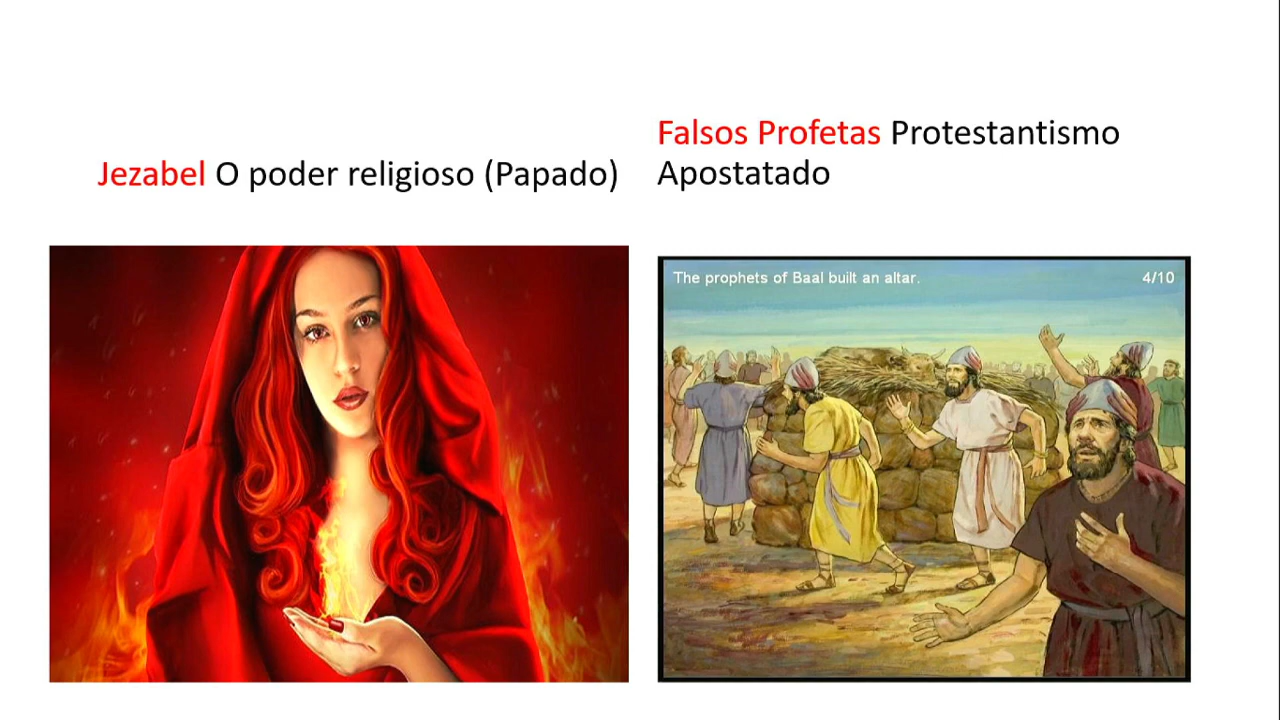 Jezabel O poder religioso (Papado)
Falsos Profetas Protestantismo
Apostatado
The prophets of Baal built an altar.
4/10